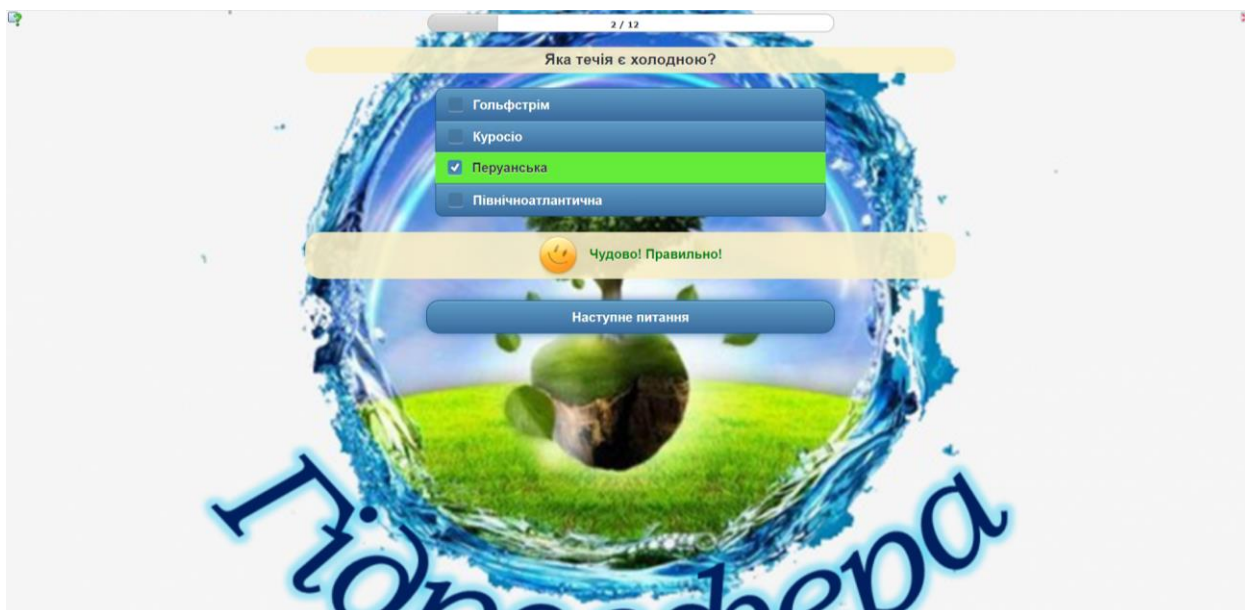 2 / 12
Яка течія є холодною?
Гольфстрім
Куросіо
Перуанська
Північноатлантична
Чудово! Правильно!
Наступне питання
Гідросфера